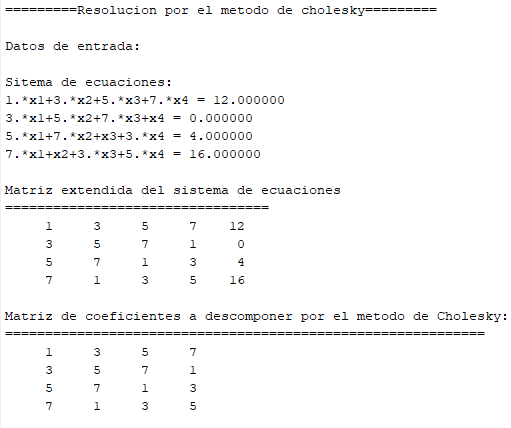 =========Resolucion por el metodo de cholesky=========
Datos de entrada:
Sitema de ecuaciones:
1.*x1+3.*x2+5.*x3+7.*x4 = 12.000000
3.*x1+5.*x2+7.*x3+x4 = 0.000000
5.*x1+7.*x2+x3+3.*x4 = 4.000000
7.*x1+x2+3.*x3+5.*x4 = 16.000000
Matriz extendida del sistema de ecuaciones
=================================
1 3 5 7 12
3 5 7 1 0
5 7 1 3 4
7 1 3 5 16
Matriz de coeficientes a descomponer por el metodo de Cholesky:
============================================================
1 3 5 7
3 5 7 1
5 7 1 3
7 1 3 5